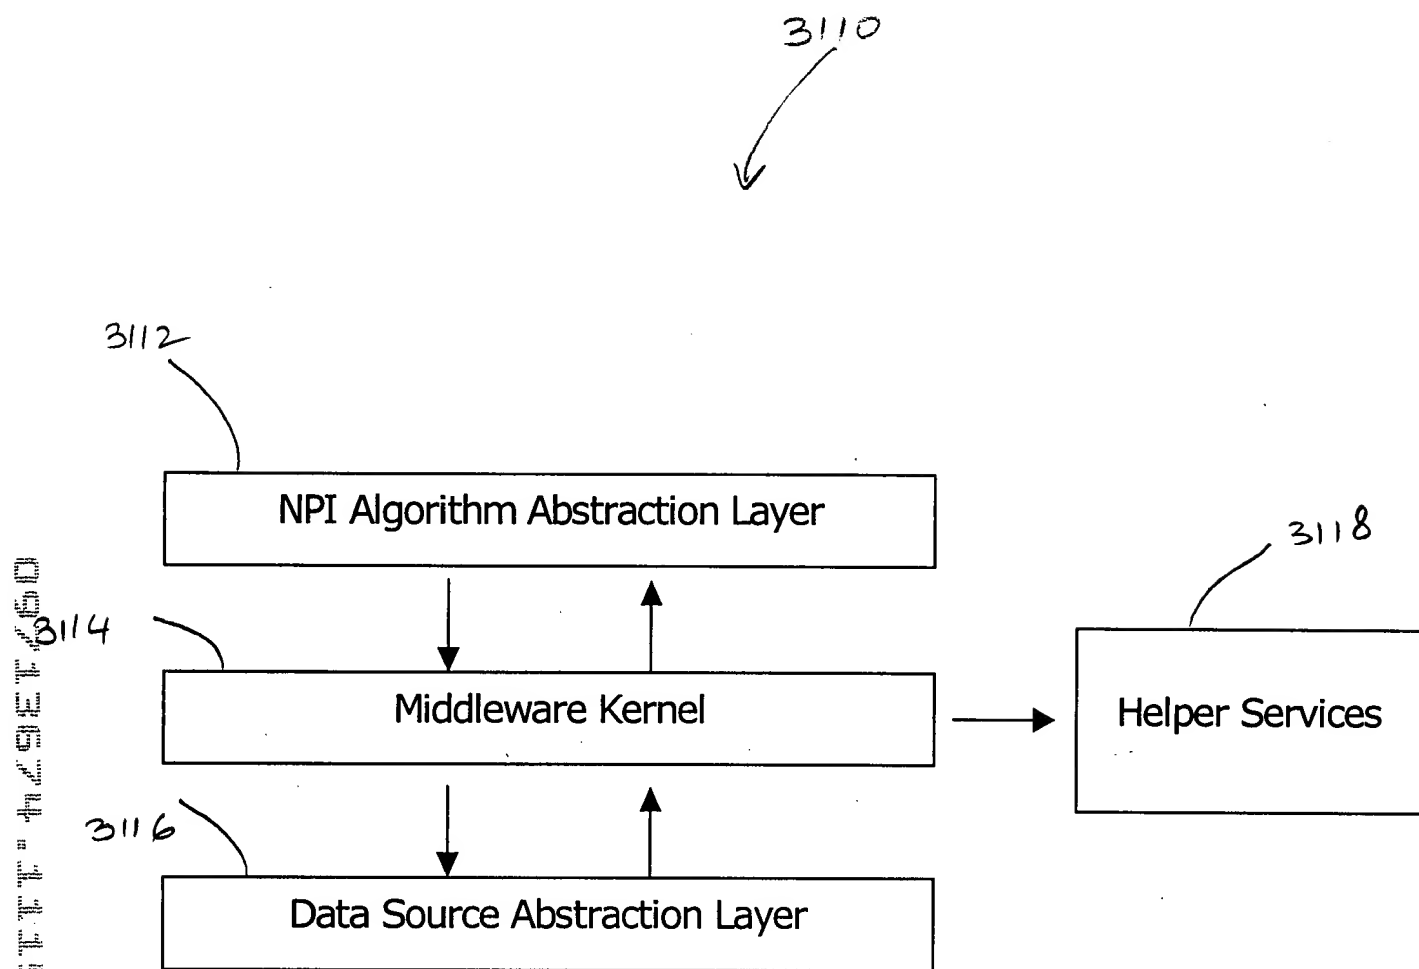 3110
3112
NPI Algorithm Abstraction Layer
3118
3114
Middleware Kernel
Helper Services
3116
Data Source Abstraction Layer